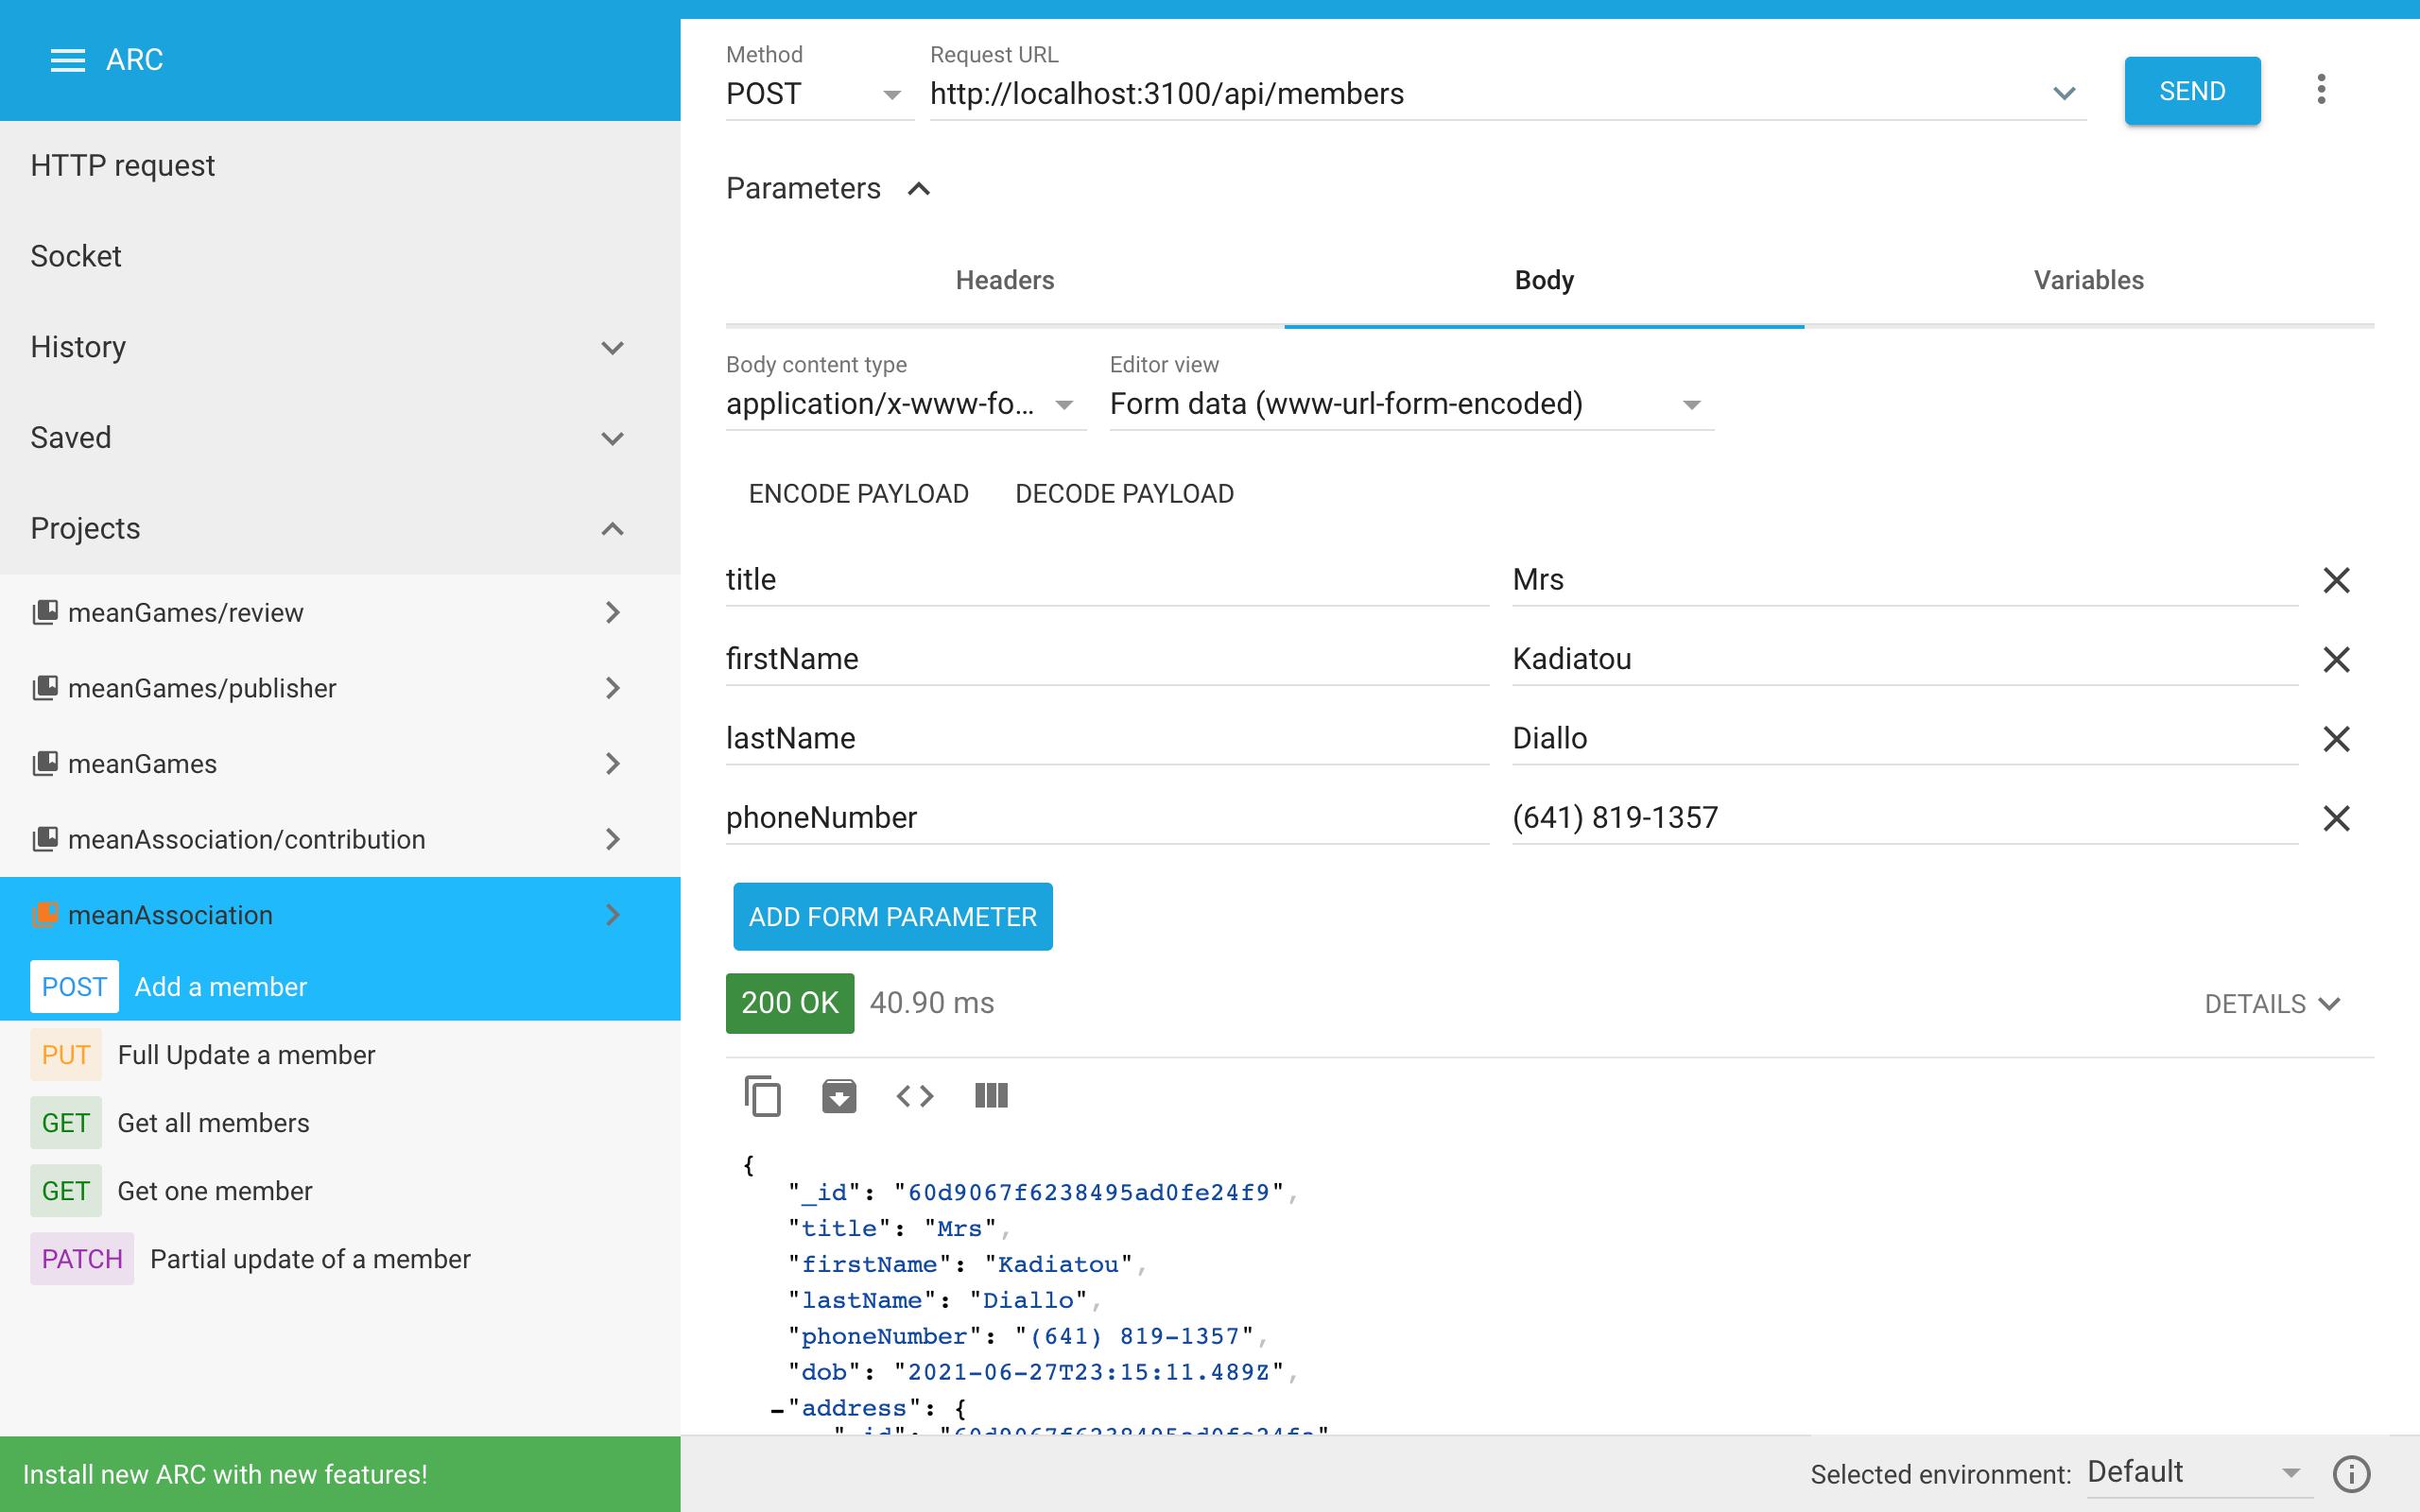 ARC
HTTP request
Socket
History
Saved
Projects
meanGames/review
meanGames/publisher
meanGames
meanAssociation/contribution
meanAssociation
POST Add a member
PUT Full Update a member
GET Get all members
GET Get one member
PATCH Partial update of a member
Install new ARC with new features!
Method Request URL
POST http://localhost:3100/api/members SEND
Parameters
Headers Body Variables
Body content type Editor view
application/x-www-fo... Form data (www-url-form-encoded)
ENCODE PAYLOAD DECODE PAYLOAD
title Mrs
firstName Kadiatou
lastName Diallo
phoneNumber (641) 819-1357
ADD FORM PARAMETER
200 OK 40.90 ms DETAILS
{
"_id": "60d9067f6238495ad0fe24f9",
"title": "Mrs",
"firstName": "Kadiatou",
"lastName": "Diallo",
"phoneNumber": "(641) 819-1357",
"dob": "2021-06-27T23:15:11.489Z",
-"address": {
"_id": "60d9067f6238495ad0fe24fa"
Selected environment: Default